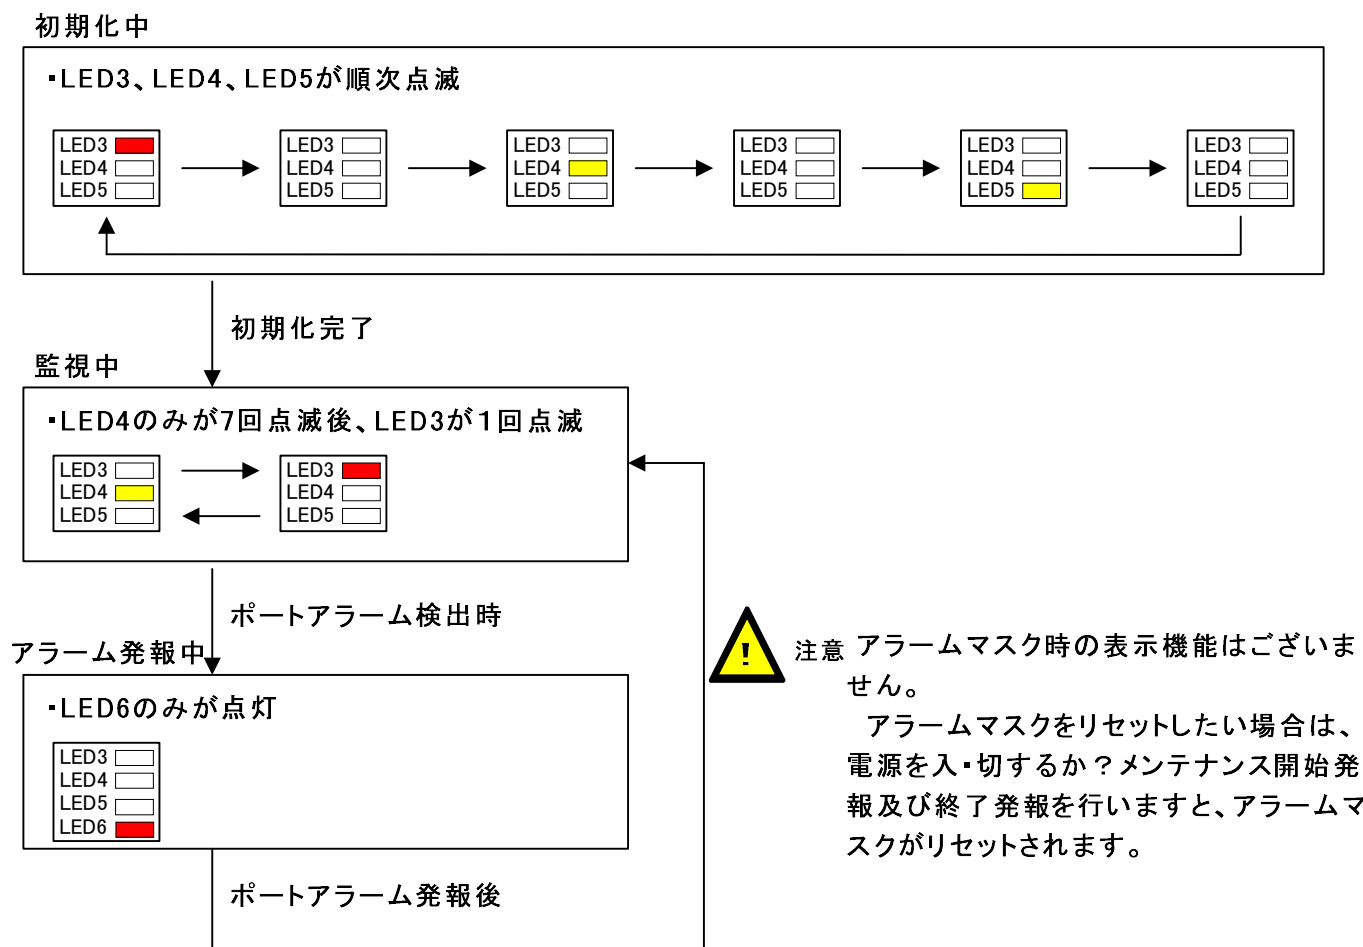 初期化中
・LED3、LED4、LED5が順次点滅
LED3
LED4
LED5
LED3
LED4
LED5
LED3
LED4
LED5
LED3
LED4
LED5
LED3
LED4
LED5
LED3
LED4
LED5
初期化完了
監視中
・LED4のみが7回点滅後、LED3が１回点滅
LED3
LED4
LED5
LED3
LED4
LED5
ポートアラーム検出時
アラーム発報中
・LED6のみが点灯
LED3
LED4
LED5
LED6
ポートアラーム発報後
!
注意 アラームマスク時の表示機能はございま
せん。
アラームマスクをリセットしたい場合は、
電源を入・切するか？メンテナンス開始発
報及び終了発報を行いますと、アラームマ
スクがリセットされます。